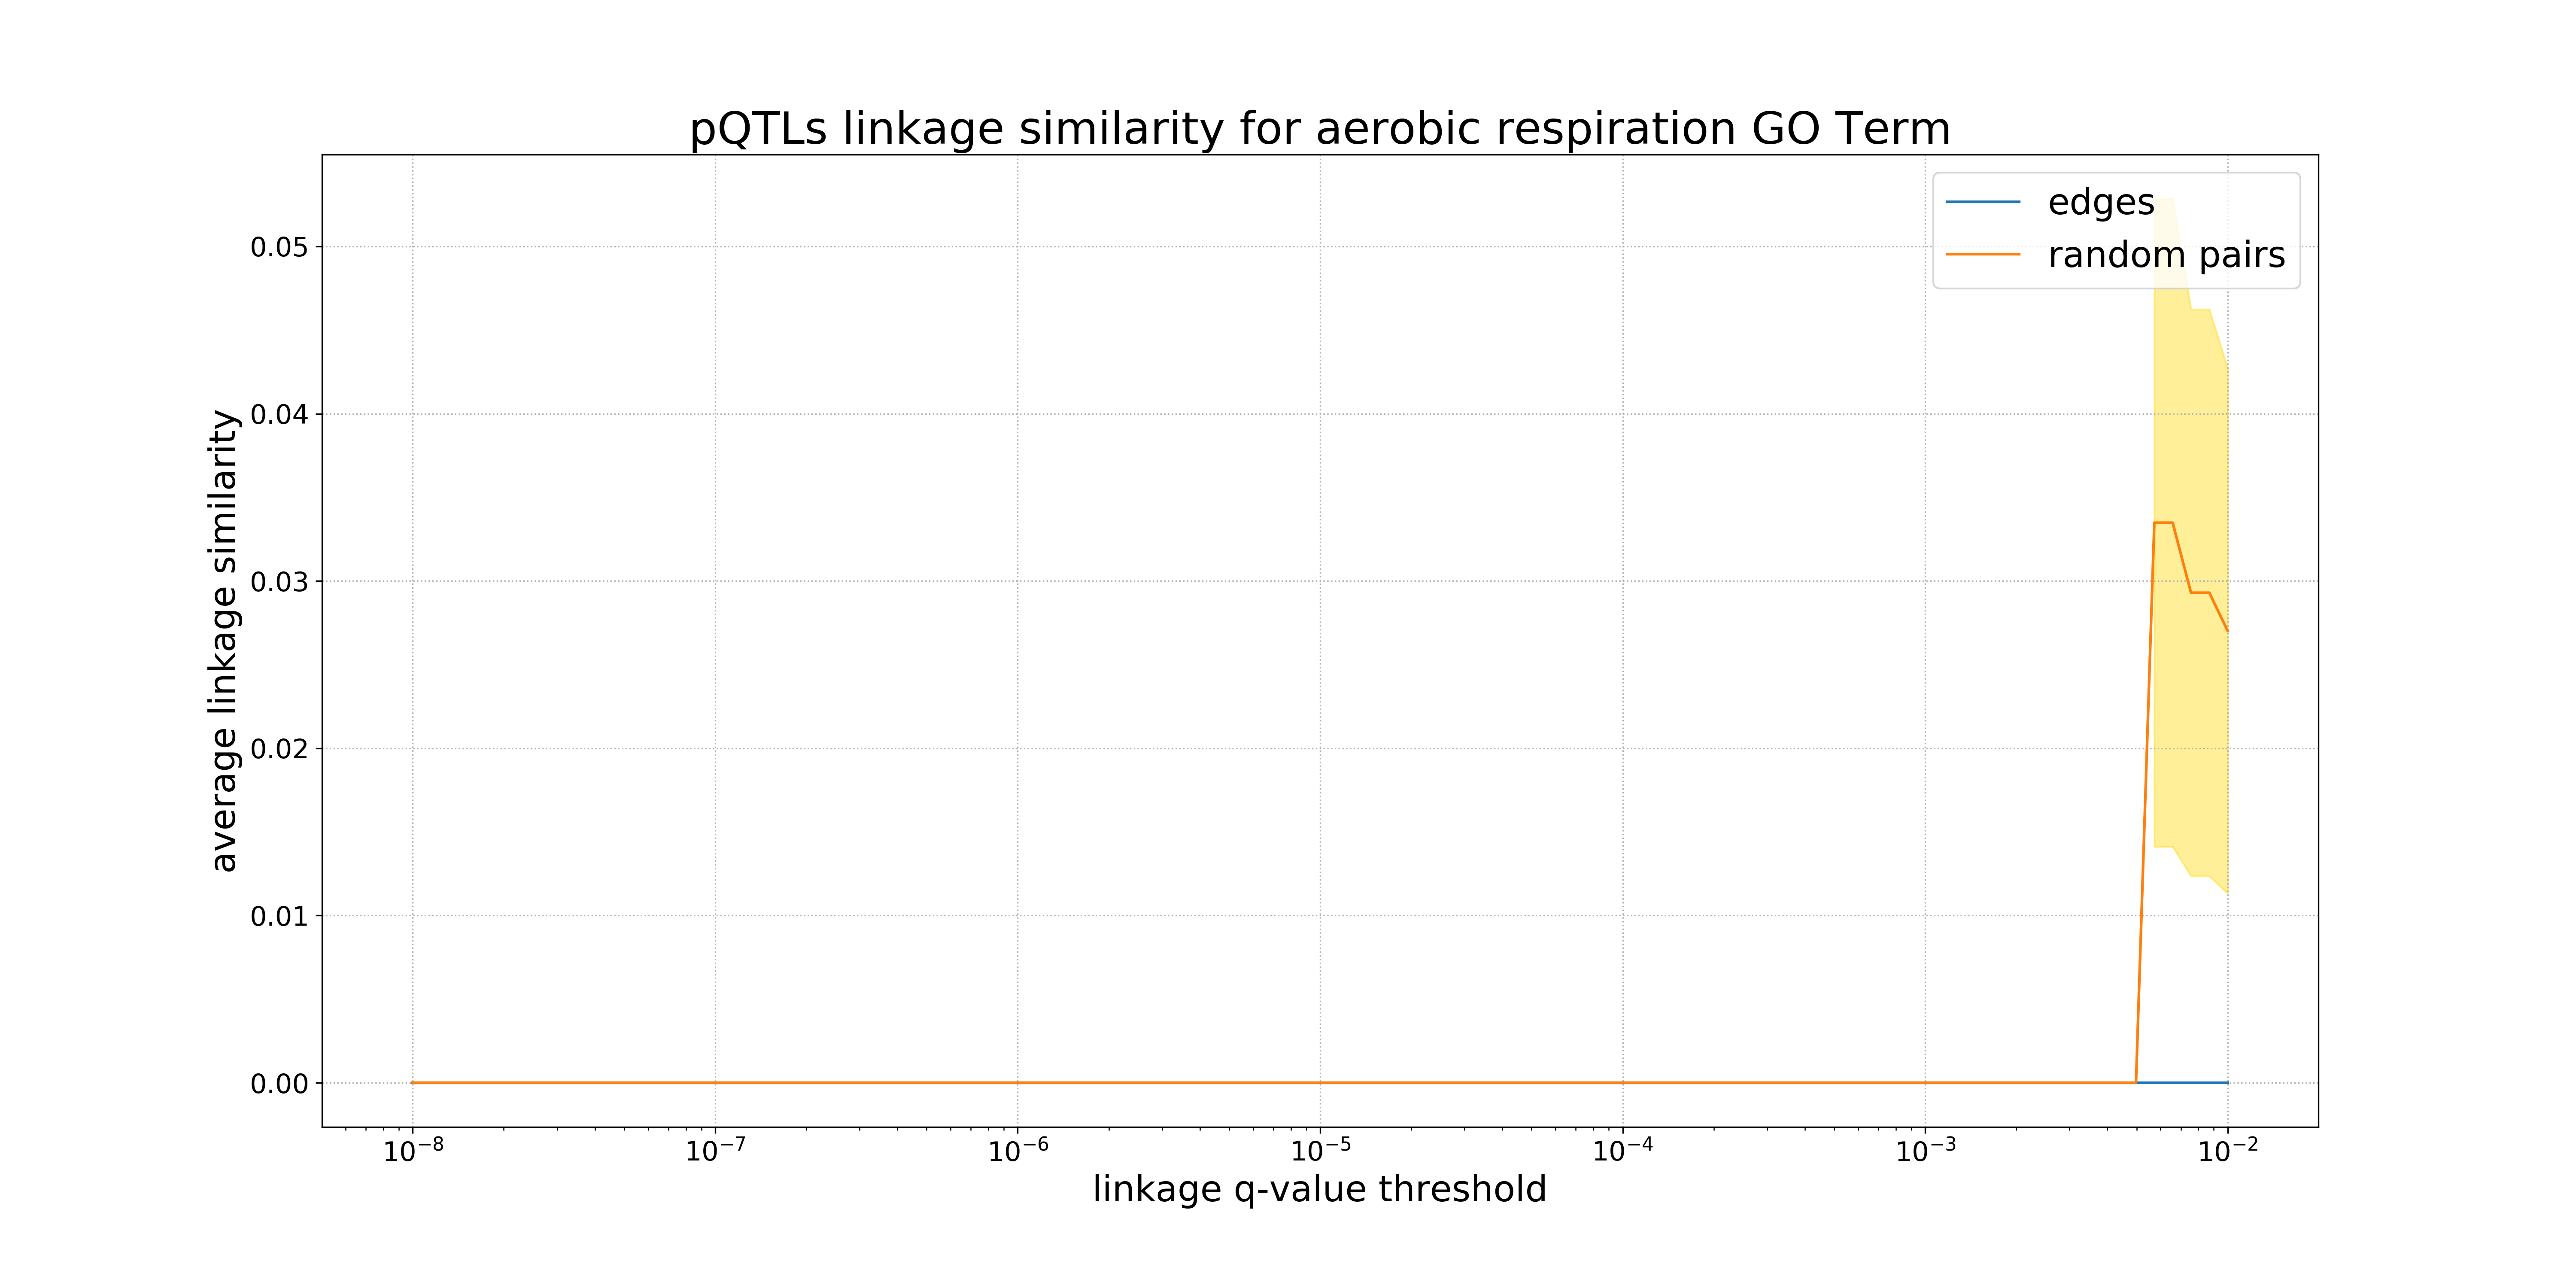 pQTLs linkage similarity for aerobic respiration GO Term
edges
random pairs
average linkage similarity
0.05
0.04
0.03
0.02
0.01
0.00
10⁻⁸ 10⁻⁷ 10⁻⁶ 10⁻⁵ 10⁻⁴ 10⁻³ 10⁻²
linkage q-value threshold